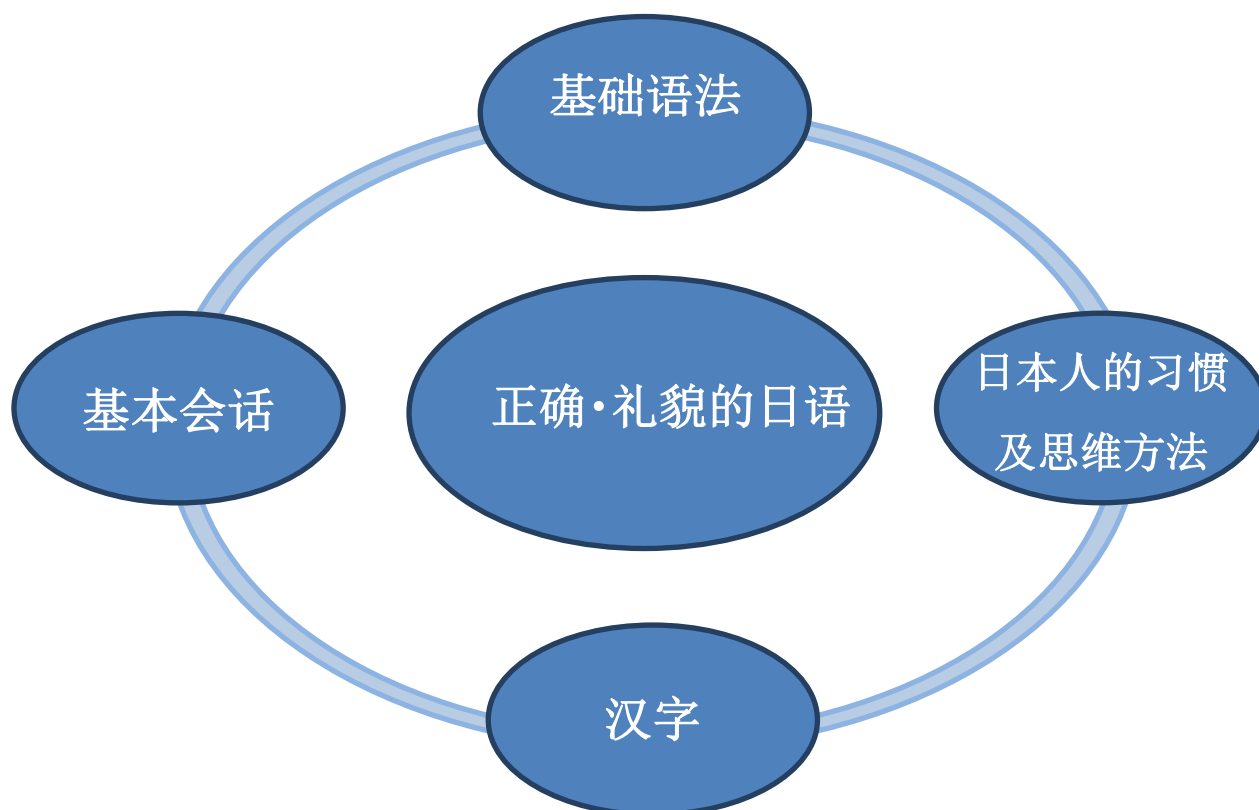 基础语法
基本会话
正确·礼貌的日语
日本人的习惯
及思维方法
汉字